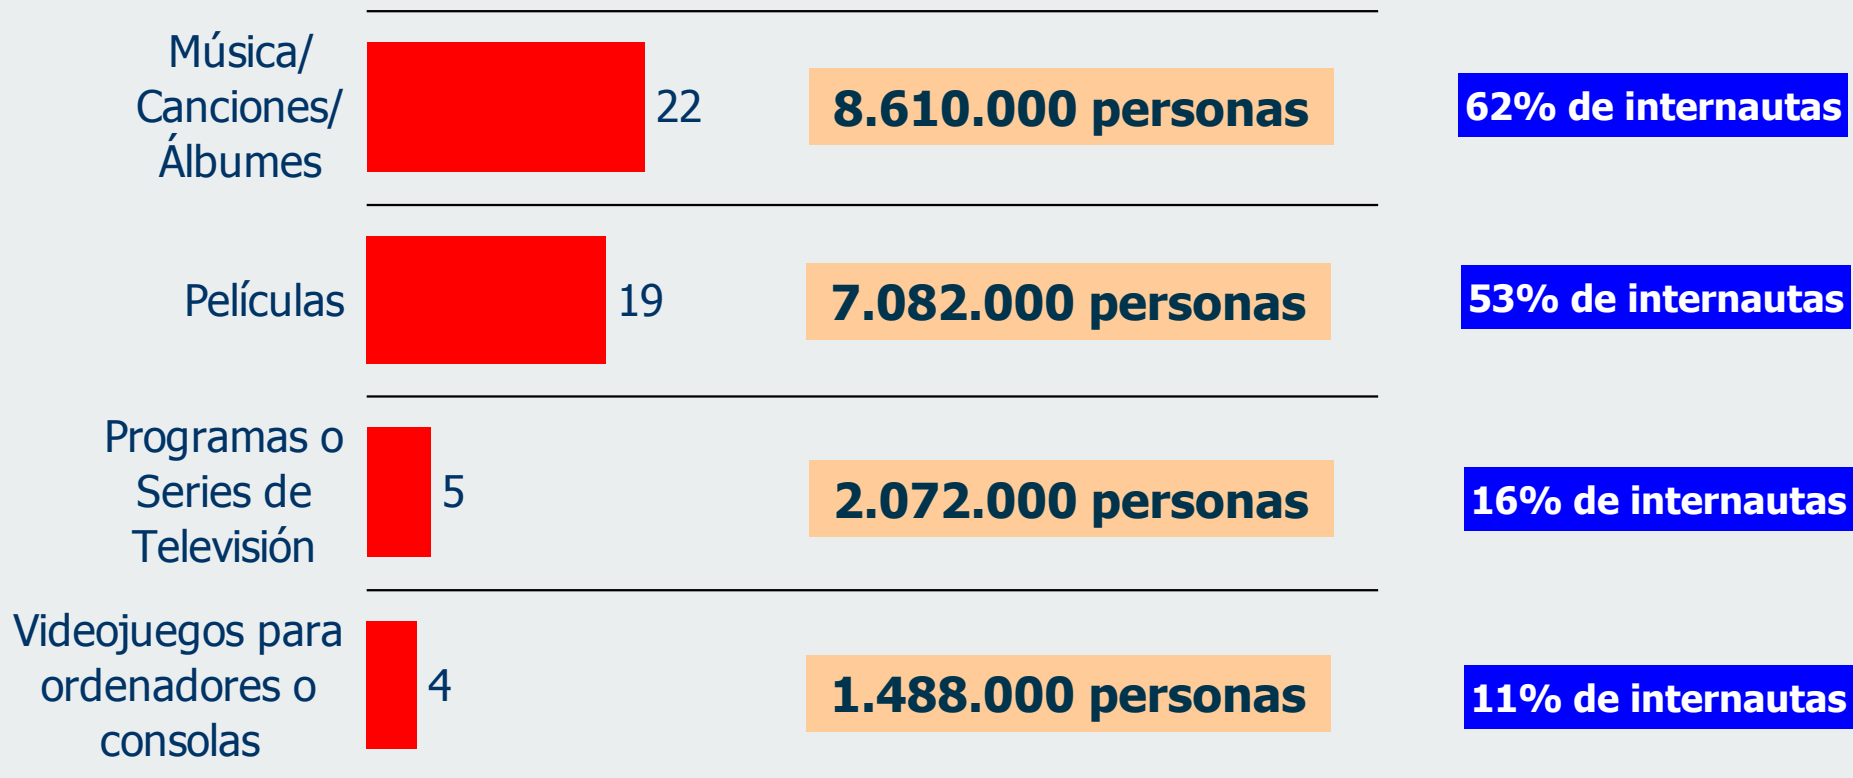 Música/
Canciones/
Álbumes
22
8.610.000 personas
62% de internautas
Películas
19
7.082.000 personas
53% de internautas
Programas o
Series de
Televisión
5
2.072.000 personas
16% de internautas
Videojuegos para
ordenadores o
consolas
4
1.488.000 personas
11% de internautas